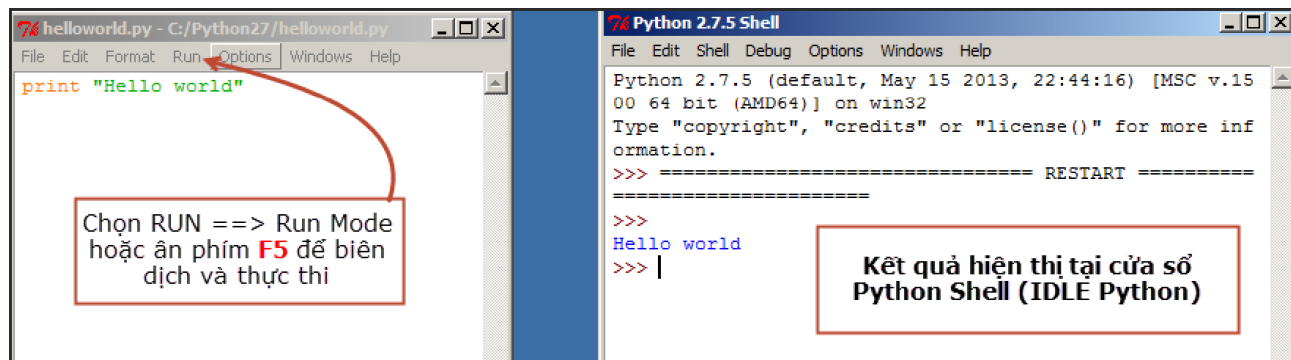 helloworld.py - C:/Python27/helloworld.py
File Edit Format Run Options Windows Help
print "Hello world"
Chọn RUN ==> Run Mode
hoặc ân phím F5 để biên
dịch và thực thi
Python 2.7.5 Shell
File Edit Shell Debug Options Windows Help
Python 2.7.5 (default, May 15 2013, 22:44:16) [MSC v.15
00 64 bit (AMD64)] on win32
Type "copyright", "credits" or "license()" for more inf
ormation.
>>> ================================ RESTART ==========
======================
>>>
Hello world
>>>
Kết quả hiện thị tại cửa sổ
Python Shell (IDLE Python)